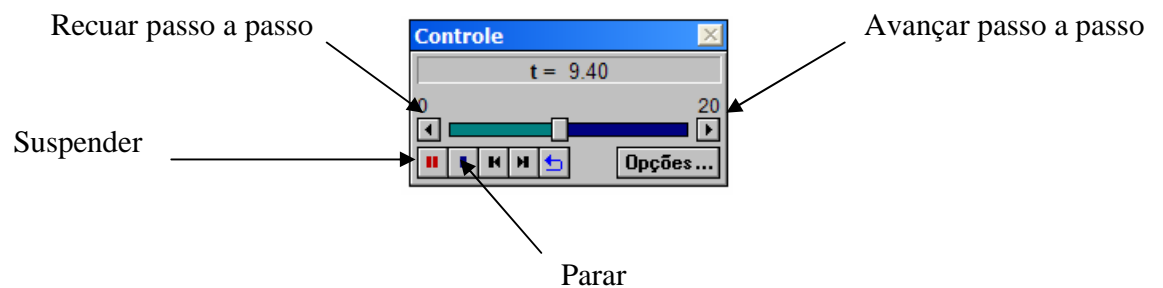 Recuar passo a passo
Controle
Avançar passo a passo
t = 9.40
0
20
Suspender
Opções...
Parar